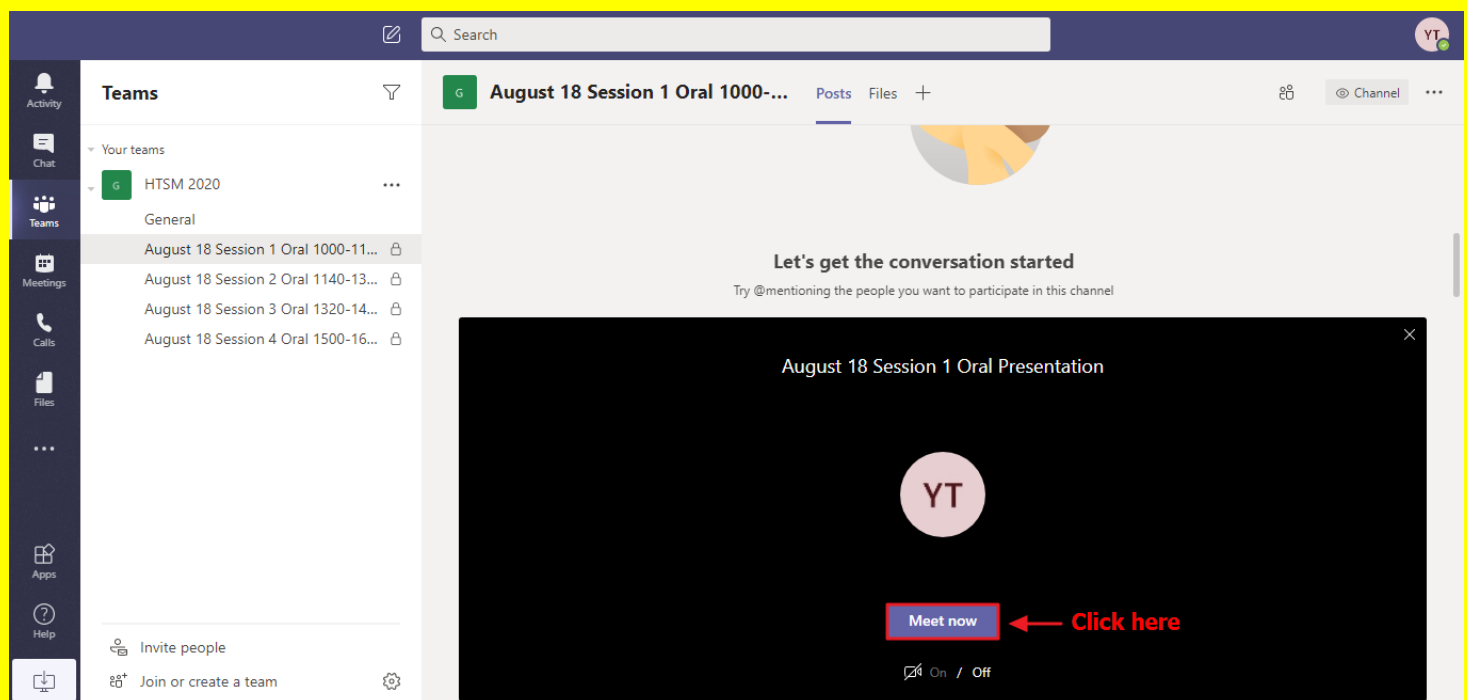 Search
YT
Activity
Chat
Teams
Meetings
Calls
Files
Apps
Help
Teams
Your teams
G HTSM 2020
General
August 18 Session 1 Oral 1000-11...
August 18 Session 2 Oral 1140-13...
August 18 Session 3 Oral 1320-14...
August 18 Session 4 Oral 1500-16...
Invite people
Join or create a team
G August 18 Session 1 Oral 1000-... Posts Files Channel
Let's get the conversation started
Try @mentioning the people you want to participate in this channel
August 18 Session 1 Oral Presentation
YT
Meet now Click here
On / Off